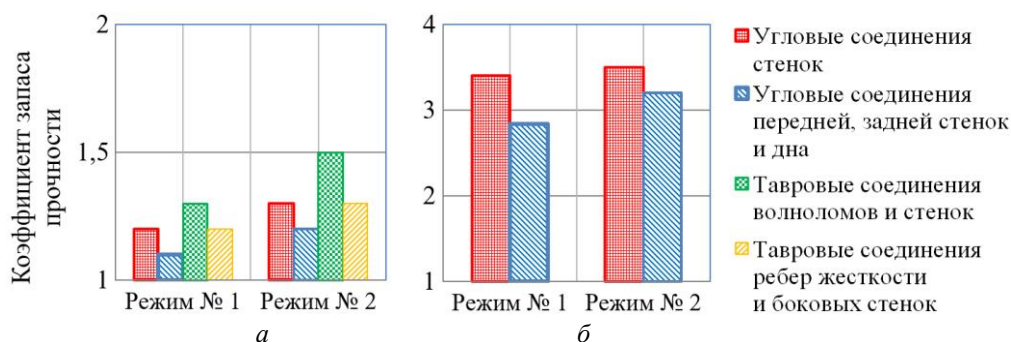 Коэффициент запаса
прочности
2
1,5
1
Режим № 1
Режим № 2
а
4
3
2
1
Режим № 1
Режим № 2
б
Угловые соединения
стенок
Угловые соединения
передней, задней стенок
и дна
Тавровые соединения
волноломов и стенок
Тавровые соединения
ребер жесткости
и боковых стенок